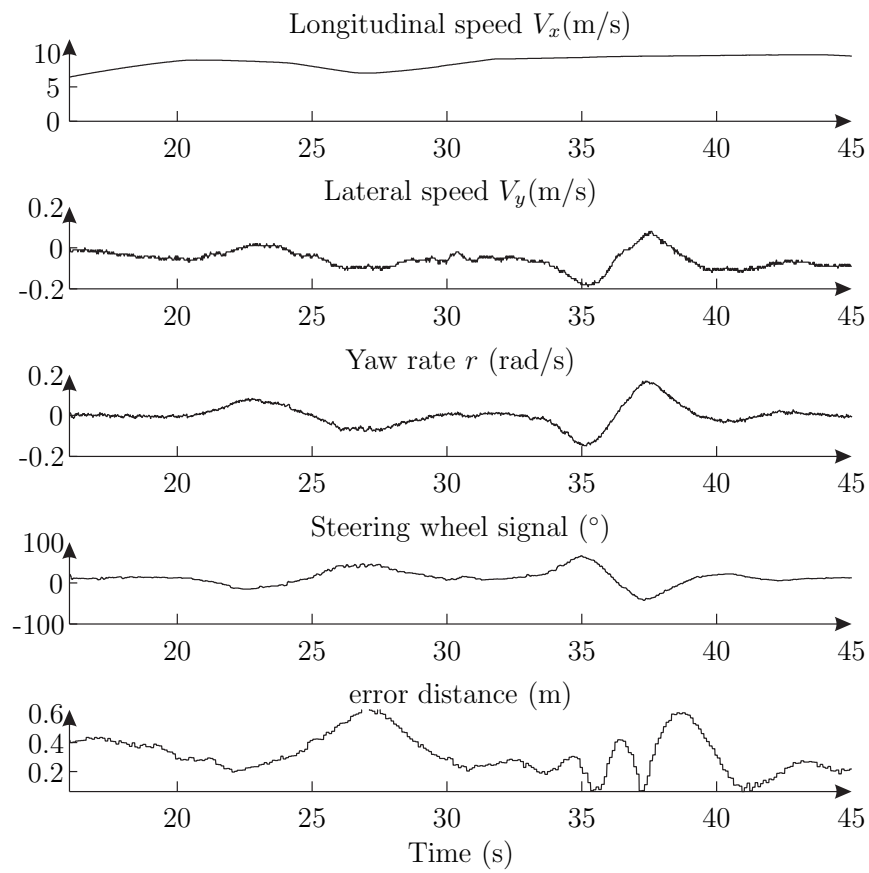 Longitudinal speed Vx(m/s)
10
5
0
20 25 30 35 40 45
Lateral speed Vy(m/s)
0.2
0
-0.2
20 25 30 35 40 45
Yaw rate r (rad/s)
0.2
0
-0.2
20 25 30 35 40 45
Steering wheel signal (°)
100
0
-100
20 25 30 35 40 45
error distance (m)
0.6
0.4
0.2
20 25 30 35 40 45
Time (s)